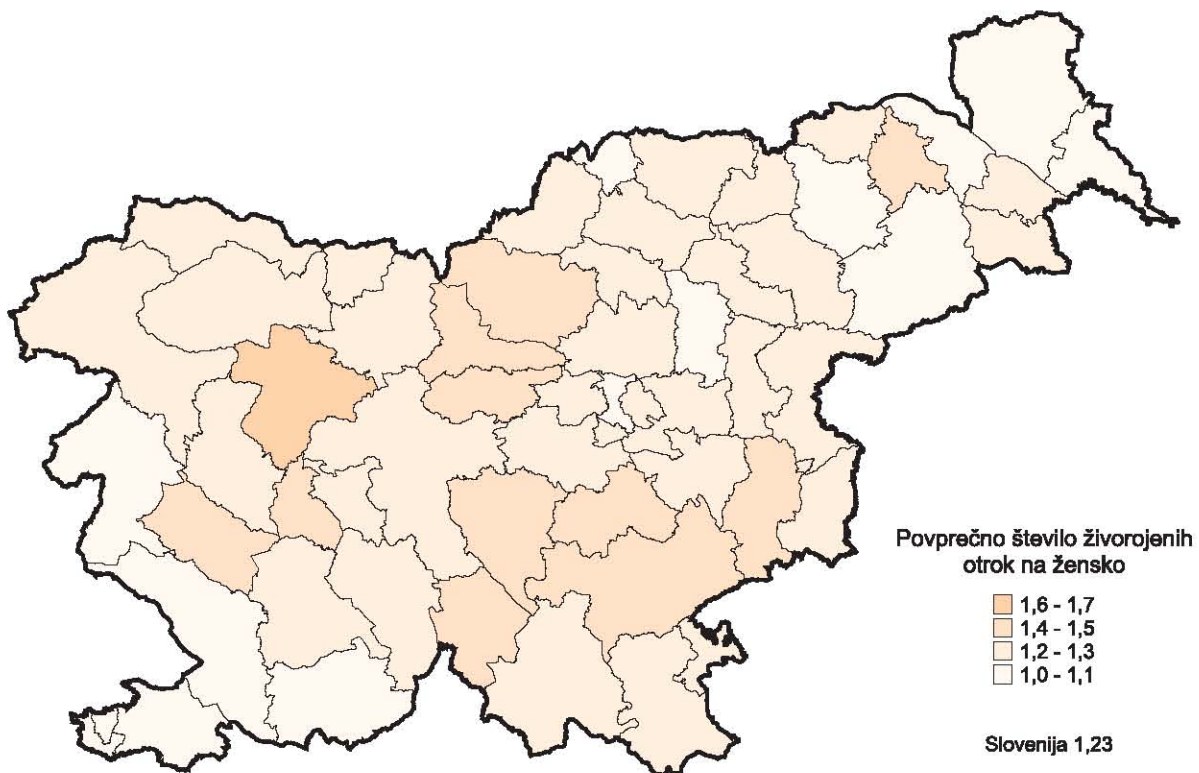 Povprečno število živorojenih
otrok na žensko
1,6 - 1,7
1,4 - 1,5
1,2 - 1,3
1,0 - 1,1
Slovenija 1,23